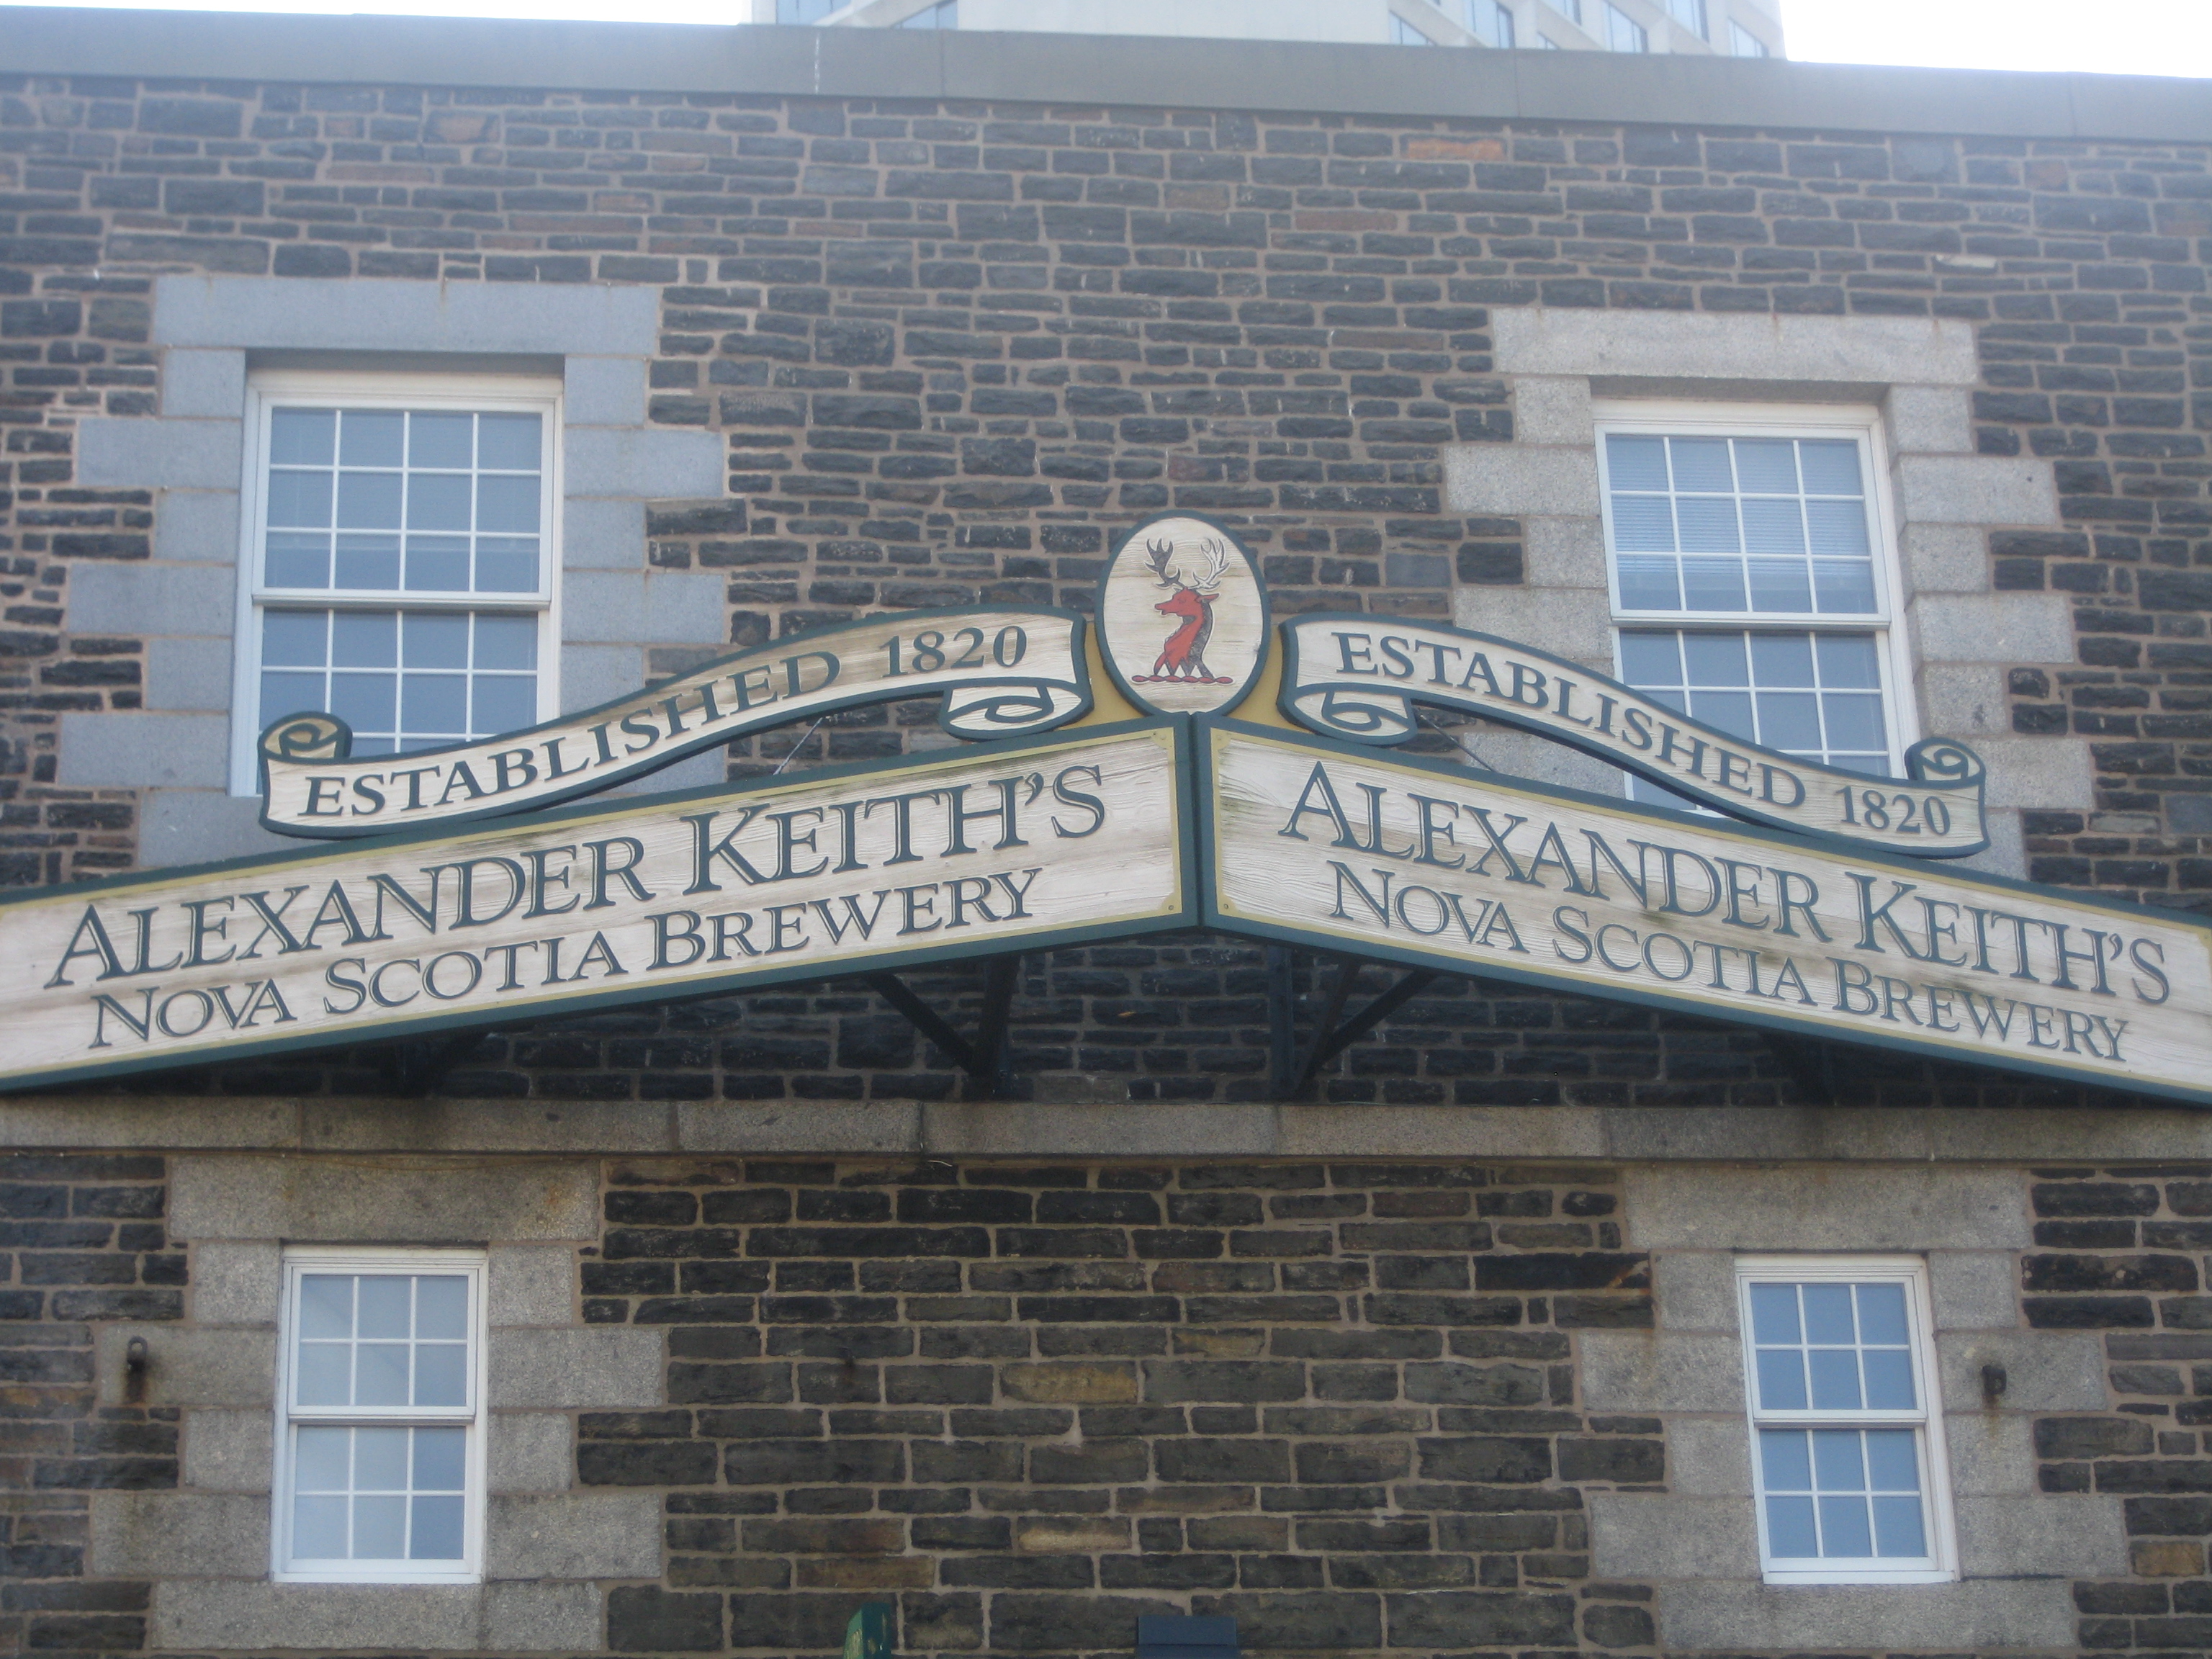 ESTABLISHED 1820
ALEXANDER KEITH'S
NOVA SCOTIA BREWERY
ESTABLISHED 1820
ALEXANDER KEITH'S
NOVA SCOTIA BREWERY